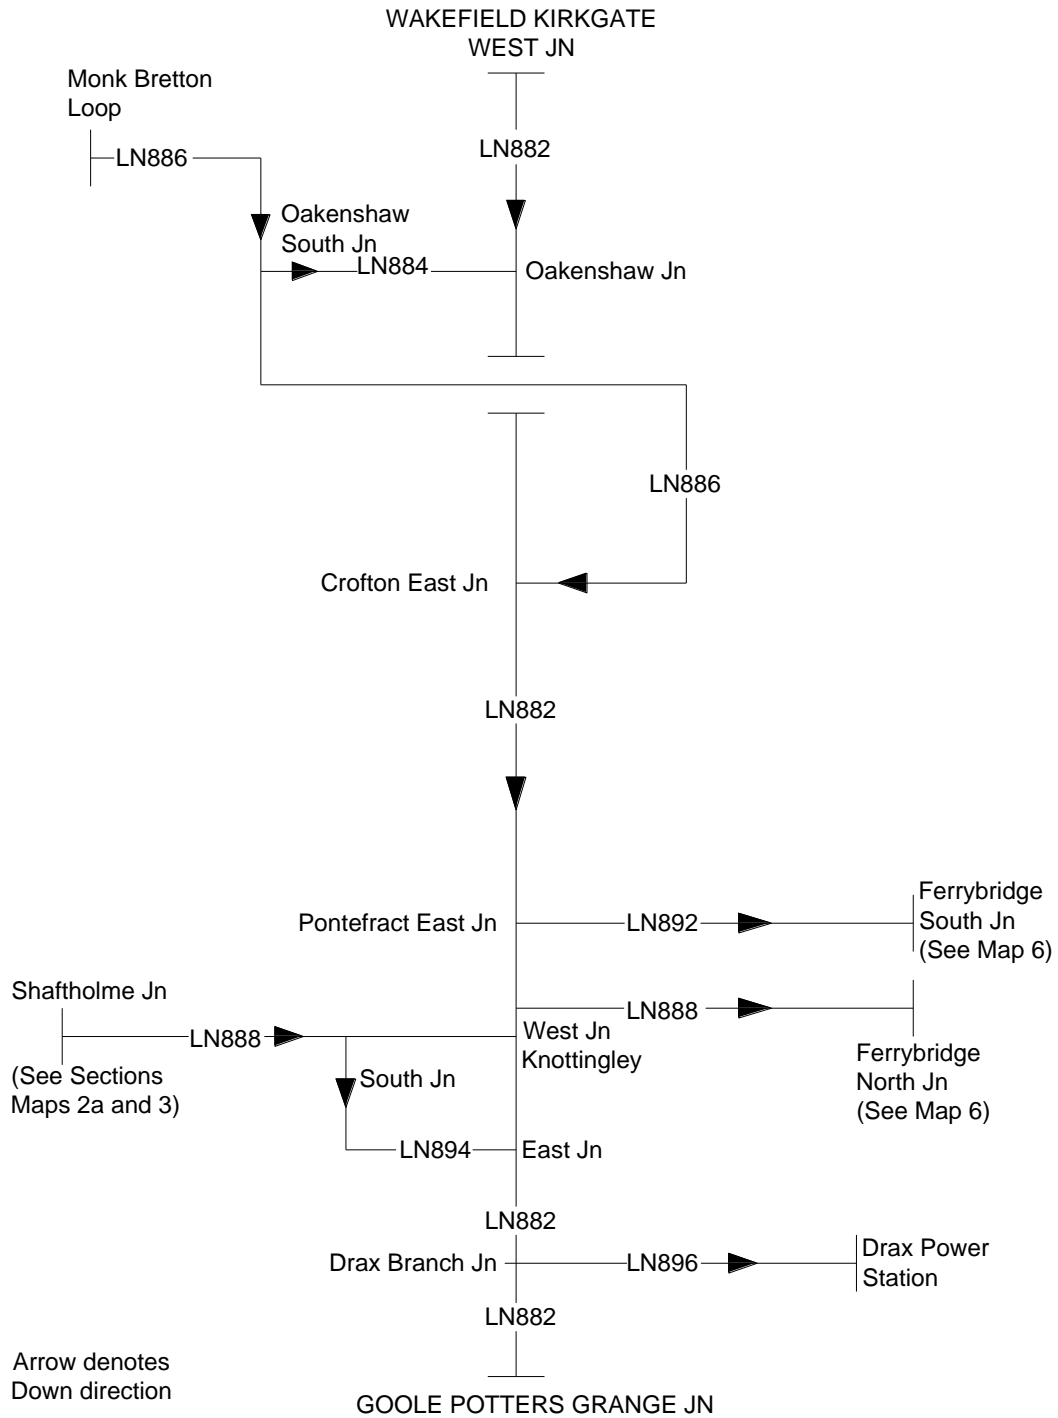 WAKEFIELD KIRKGATE
WEST JN
Monk Bretton
Loop
LN882
LN886
Oakenshaw
South Jn
LN884
Oakenshaw Jn
LN886
Crofton East Jn
LN882
Pontefract East Jn
LN892
Ferrybridge
South Jn
(See Map 6)
Shaftholme Jn
LN888
LN888
West Jn
Knottingley
Ferrybridge
North Jn
(See Map 6)
(See Sections
Maps 2a and 3)
South Jn
LN894
East Jn
LN882
Drax Branch Jn
LN896
Drax Power
Station
LN882
Arrow denotes
Down direction
GOOLE POTTERS GRANGE JN